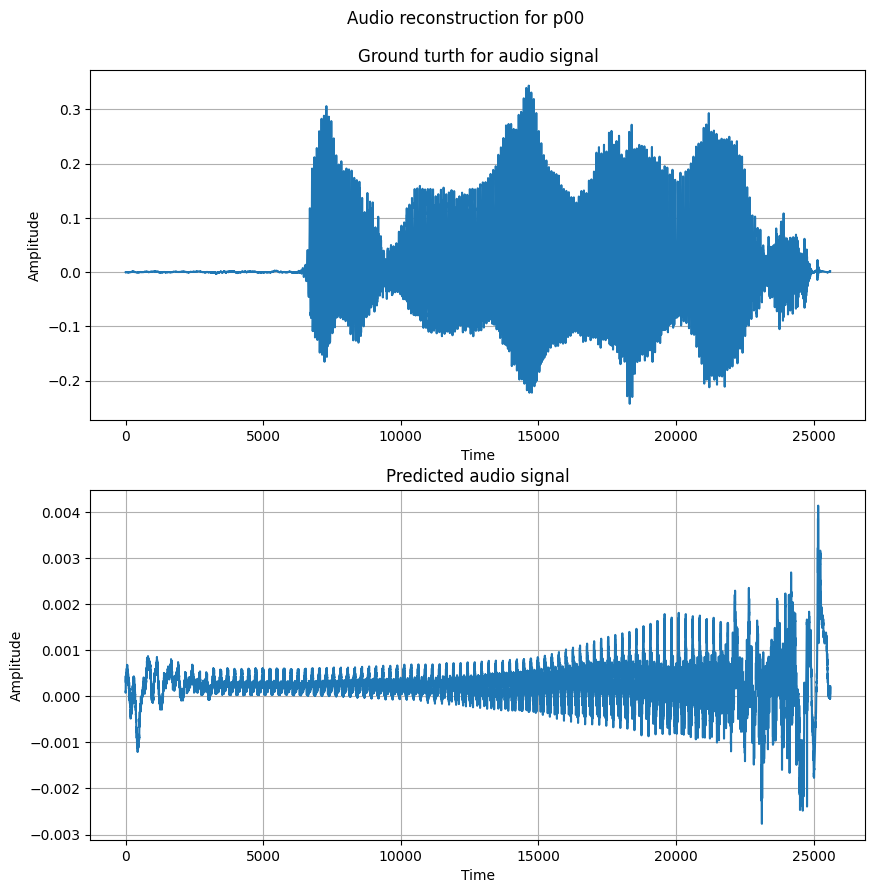 Audio reconstruction for p00
Ground turth for audio signal
0.3
0.2
0.1
0.0
−0.1
−0.2
Amplitude
0 5000 10000 15000 20000 25000
Time
Predicted audio signal
0.004
0.003
0.002
0.001
0.000
−0.001
−0.002
−0.003
Amplitude
0 5000 10000 15000 20000 25000
Time